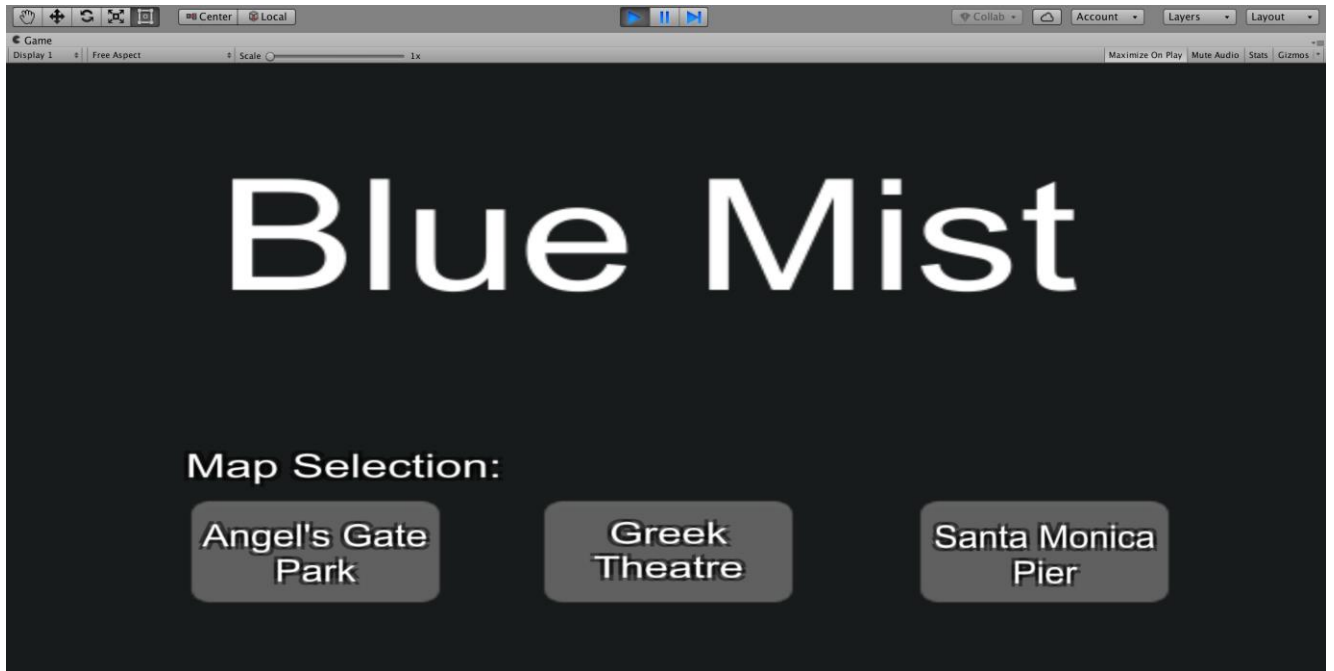 Center Local Collab Account Layers Layout
Game
Display 1 Free Aspect Scale 1x Maximize On Play Mute Audio Stats Gizmos
Blue Mist
Map Selection:
Angel's Gate
Park
Greek
Theatre
Santa Monica
Pier